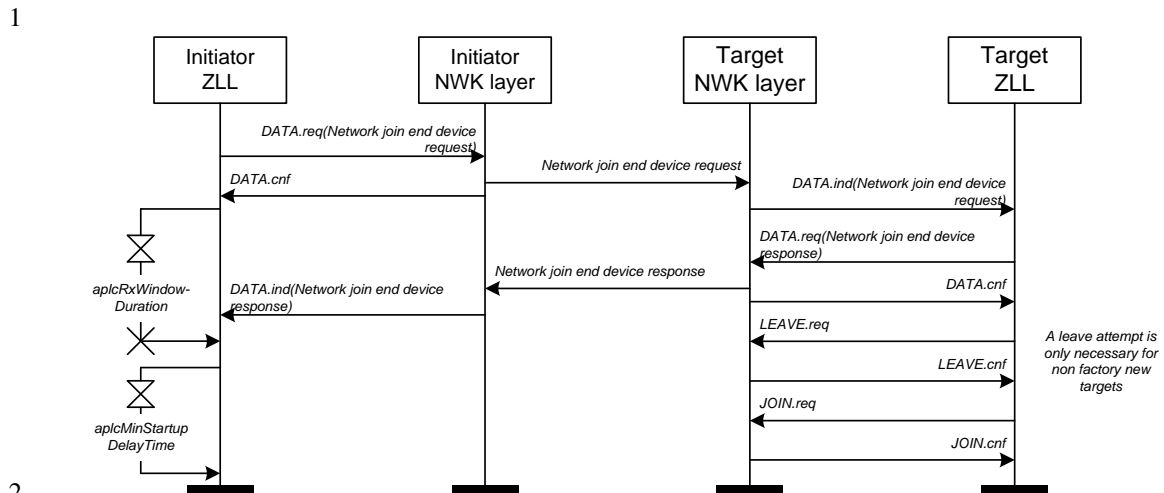 1
Initiator
ZLL
Initiator
NWK layer
Target
NWK layer
Target
ZLL
DATA.req(Network join end device
request)
Network join end device request
DATA.cnf
DATA.ind(Network join end device
request)
DATA.req(Network join end device
response)
Network join end device response
aplcRxWindow-
Duration
DATA.ind(Network join end device
response)
DATA.cnf
LEAVE.req
A leave attempt is
only necessary for
non factory new
targets
LEAVE.cnf
JOIN.req
aplcMinStartup
DelayTime
JOIN.cnf
2